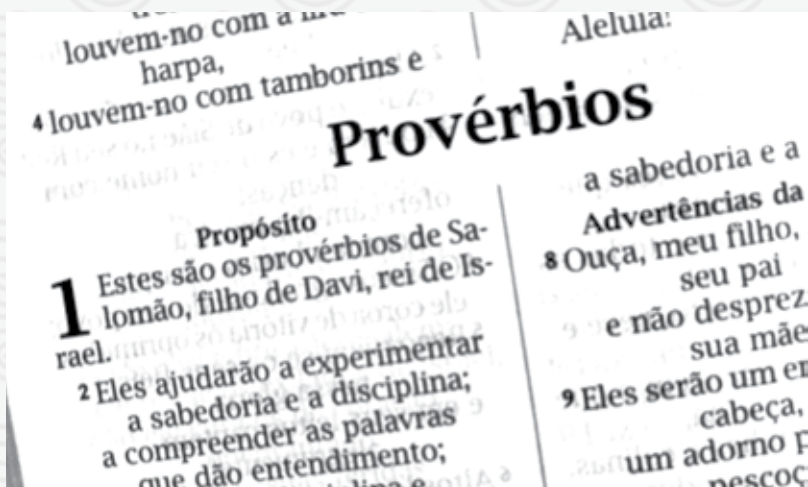 louvem-no com a
harpa,
4 louvem-no com tamborins e
Aleluia!
Provérbios
Propósito
1 Estes são os provérbios de Sa-
lomão, filho de Davi, rei de Is-
rael.
2 Eles ajudarão a experimentar
a sabedoria e a disciplina;
a compreender as palavras
que dão entendimento;
a sabedoria e a
Advertências da
8 Ouça, meu filho,
seu pai
e não desprez
sua mãe
9 Eles serão um en
cabeça,
um adorno p
pescoç